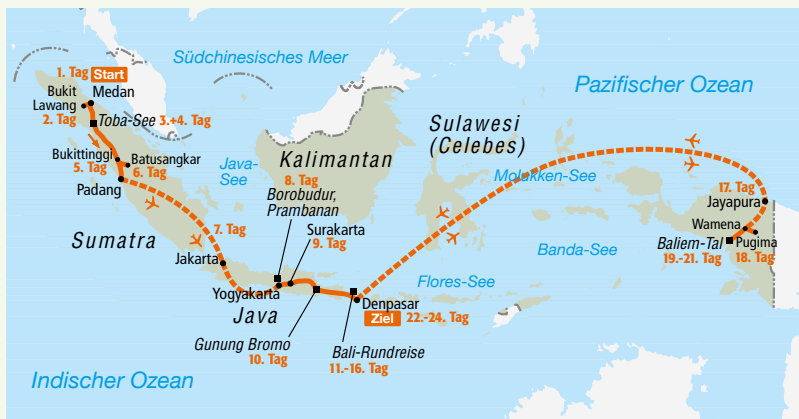 Südchinesisches Meer
Pazifischer Ozean
1. Tag Start
Bukit
Lawang
Medan
2. Tag
Toba-See 3.+4. Tag
Bukittinggi
5. Tag
Batusangkar
6. Tag
Padang
Sumatra
Java-
See
Kalimantan
8. Tag
Borobudur,
Prambanan
Surakarta
9. Tag
7. Tag
Jakarta
Yogyakarta
Java
Gunung Bromo
10. Tag
Bali-Rundreise
11.-16. Tag
Denpasar
Ziel 22.-24. Tag
Sulawesi
(Celebes)
Molukken-See
Banda-See
Flores-See
17. Tag
Jayapura
Wamena
Baliem-Tal
19.-21. Tag
Pugima
18. Tag
Indischer Ozean